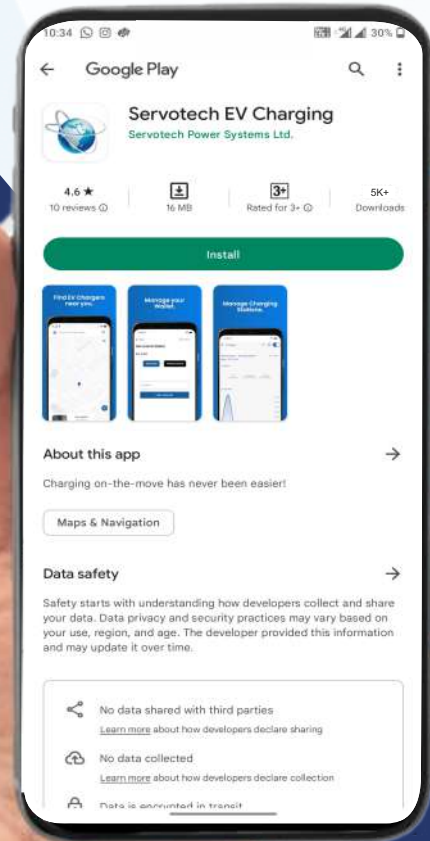 10:34
30%
Google Play
Servotech EV Charging
Servotech Power Systems Ltd.
4.6 ★
10 reviews
16 MB
3+
Rated for 3+
5K+
Downloads
Install
Find EV Chargers
near you.
Manage your
Wallet.
Manage Charging
Stations.
About this app
Charging on-the-move has never been easier!
Maps & Navigation
Data safety
Safety starts with understanding how developers collect and share
your data. Data privacy and security practices may vary based on
your use, region, and age. The developer provided this information
and may update it over time.
No data shared with third parties
Learn more about how developers declare sharing
No data collected
Learn more about how developers declare collection
Data is encrypted in transit